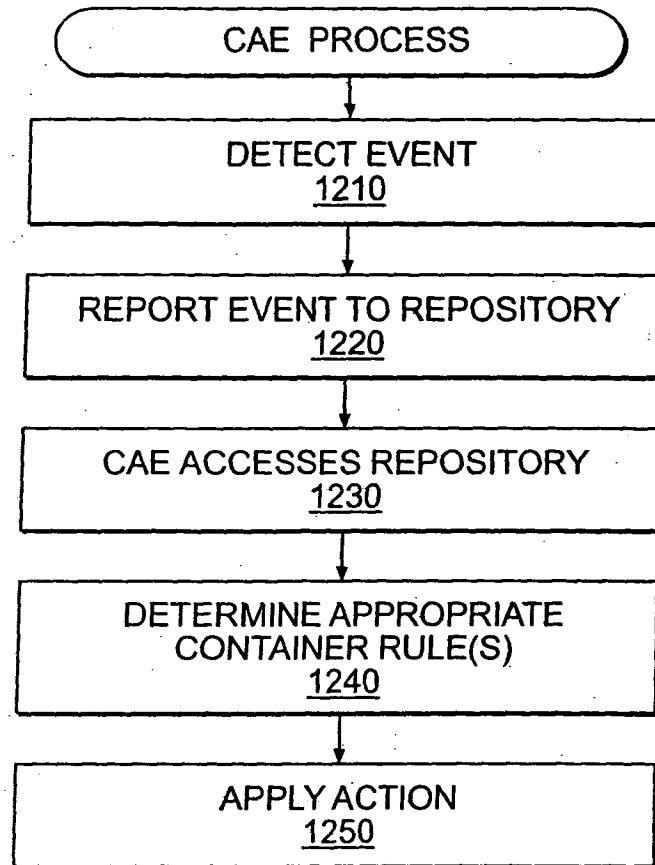 CAE PROCESS
DETECT EVENT
1210
REPORT EVENT TO REPOSITORY
1220
CAE ACCESSES REPOSITORY
1230
DETERMINE APPROPRIATE
CONTAINER RULE(S)
1240
APPLY ACTION
1250